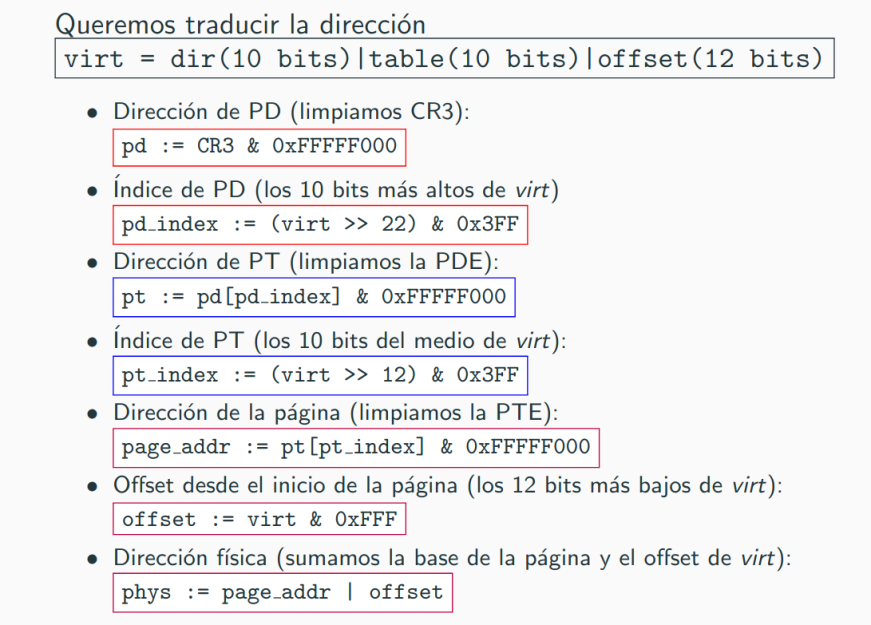 Queremos traducir la dirección
virt = dir(10 bits)|table(10 bits)|offset(12 bits)
• Dirección de PD (limpiamos CR3):
pd := CR3 & 0xFFFFF000
• Índice de PD (los 10 bits más altos de virt)
pd_index := (virt >> 22) & 0x3FF
• Dirección de PT (limpiamos la PDE):
pt := pd[pd_index] & 0xFFFFF000
• Índice de PT (los 10 bits del medio de virt):
pt_index := (virt >> 12) & 0x3FF
• Dirección de la página (limpiamos la PTE):
page_addr := pt[pt_index] & 0xFFFFF000
• Offset desde el inicio de la página (los 12 bits más bajos de virt):
offset := virt & 0xFFF
• Dirección física (sumamos la base de la página y el offset de virt):
phys := page_addr | offset